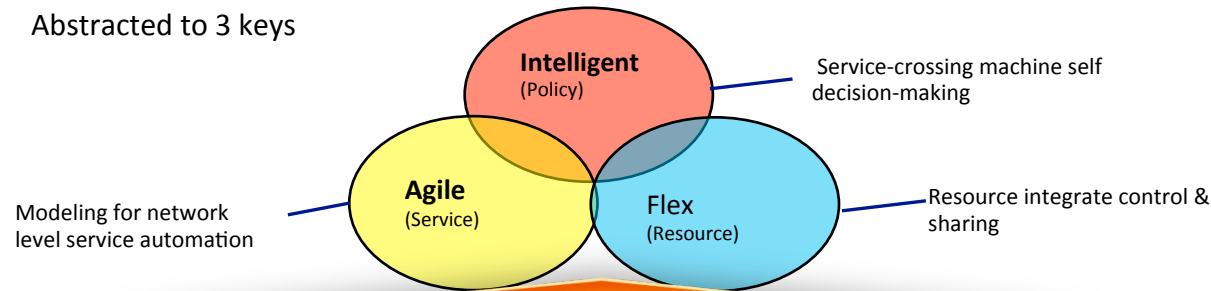 Abstracted to 3 keys
Intelligent
(Policy)
Service-crossing machine self
decision-making
Agile
(Service)
Flex
(Resource)
Modeling for network
level service automation
Resource integrate control &
sharing